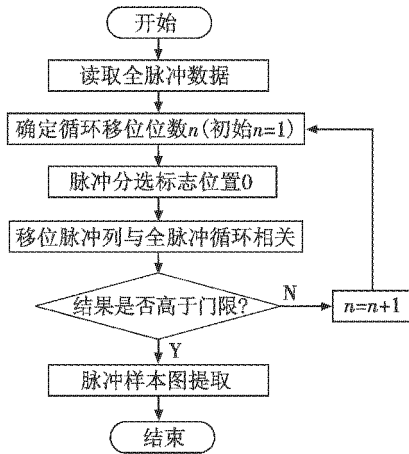 开始
读取全脉冲数据
确定循环移位位数n(初始n=1)
脉冲分选标志位置0
移位脉冲列与全脉冲循环相关
结果是否高于门限?
N
n=n+1
Y
脉冲样本图提取
结束